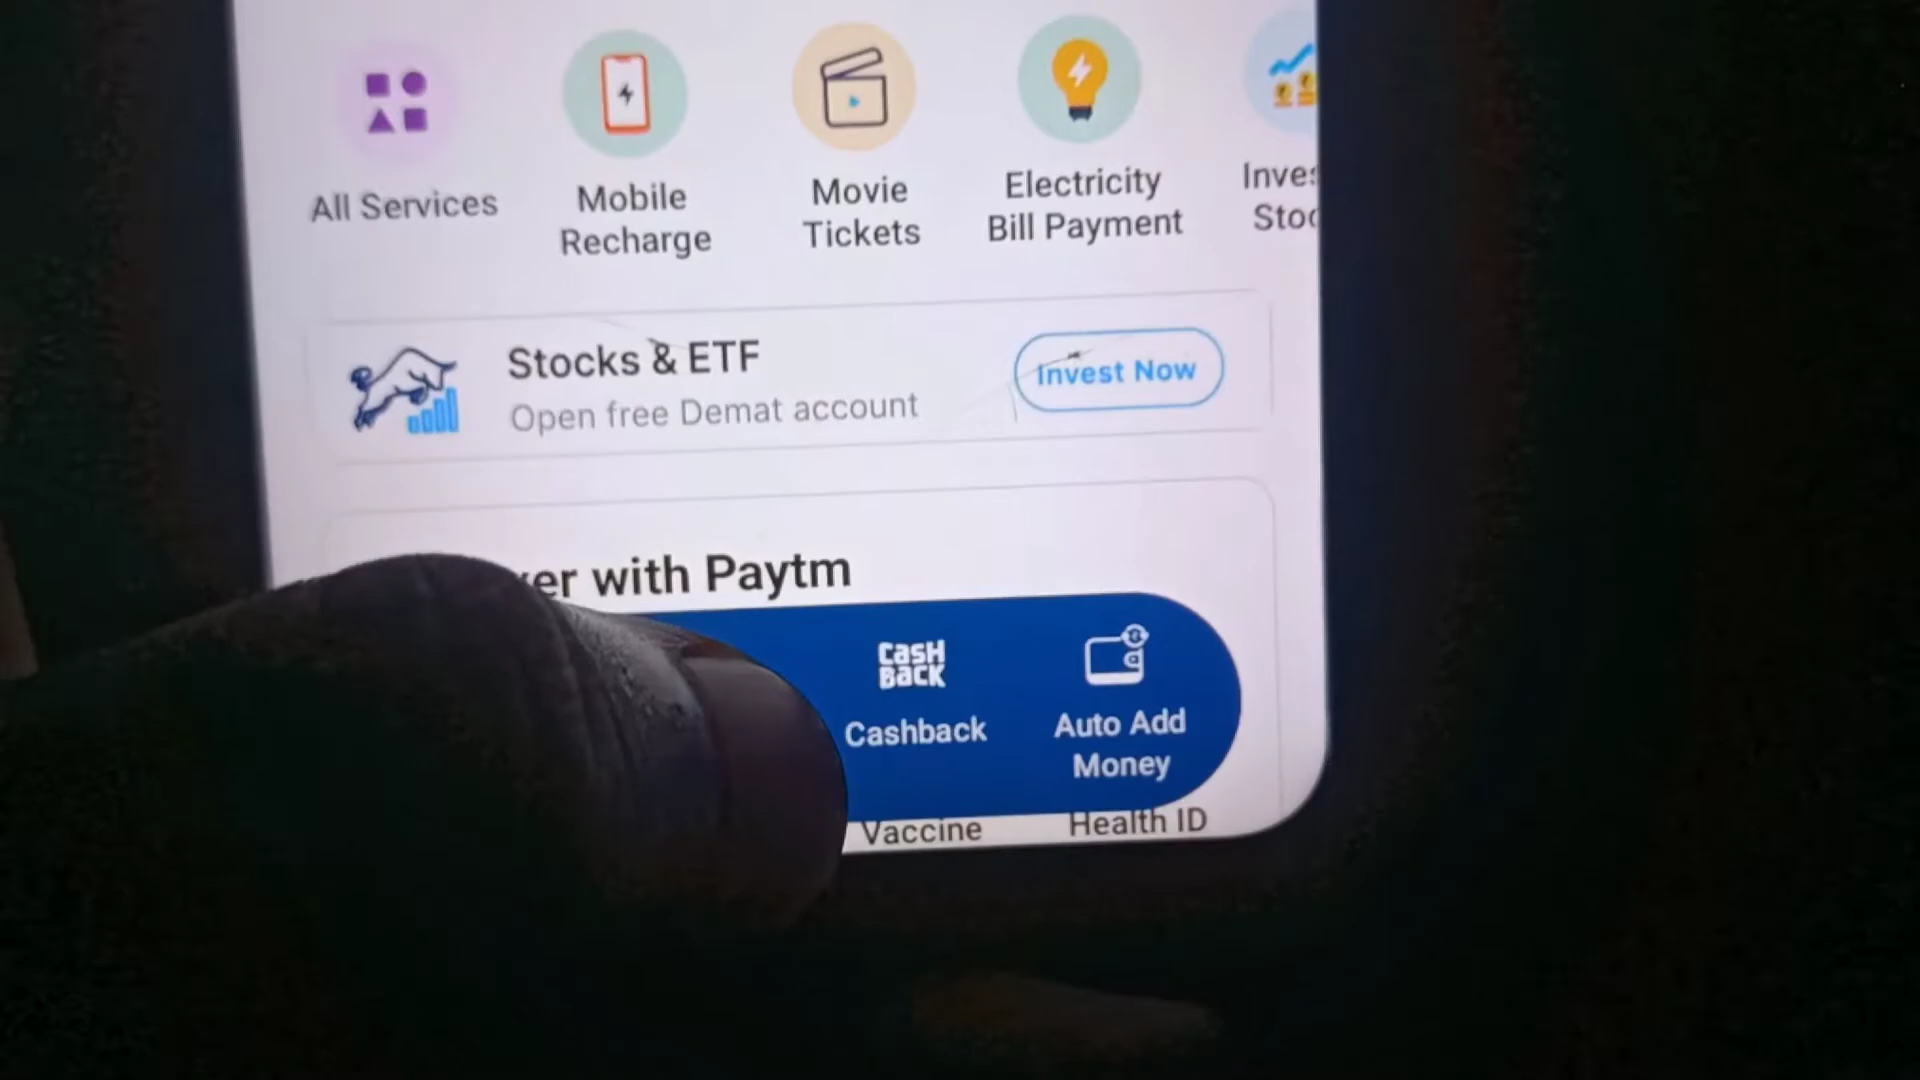 All Services
Mobile
Recharge
Movie
Tickets
Electricity
Bill Payment
Stocks & ETF
Open free Demat account
Invest Now
with Paytm
CASH
BACK
Cashback
Auto Add
Money
Vaccine
Health ID